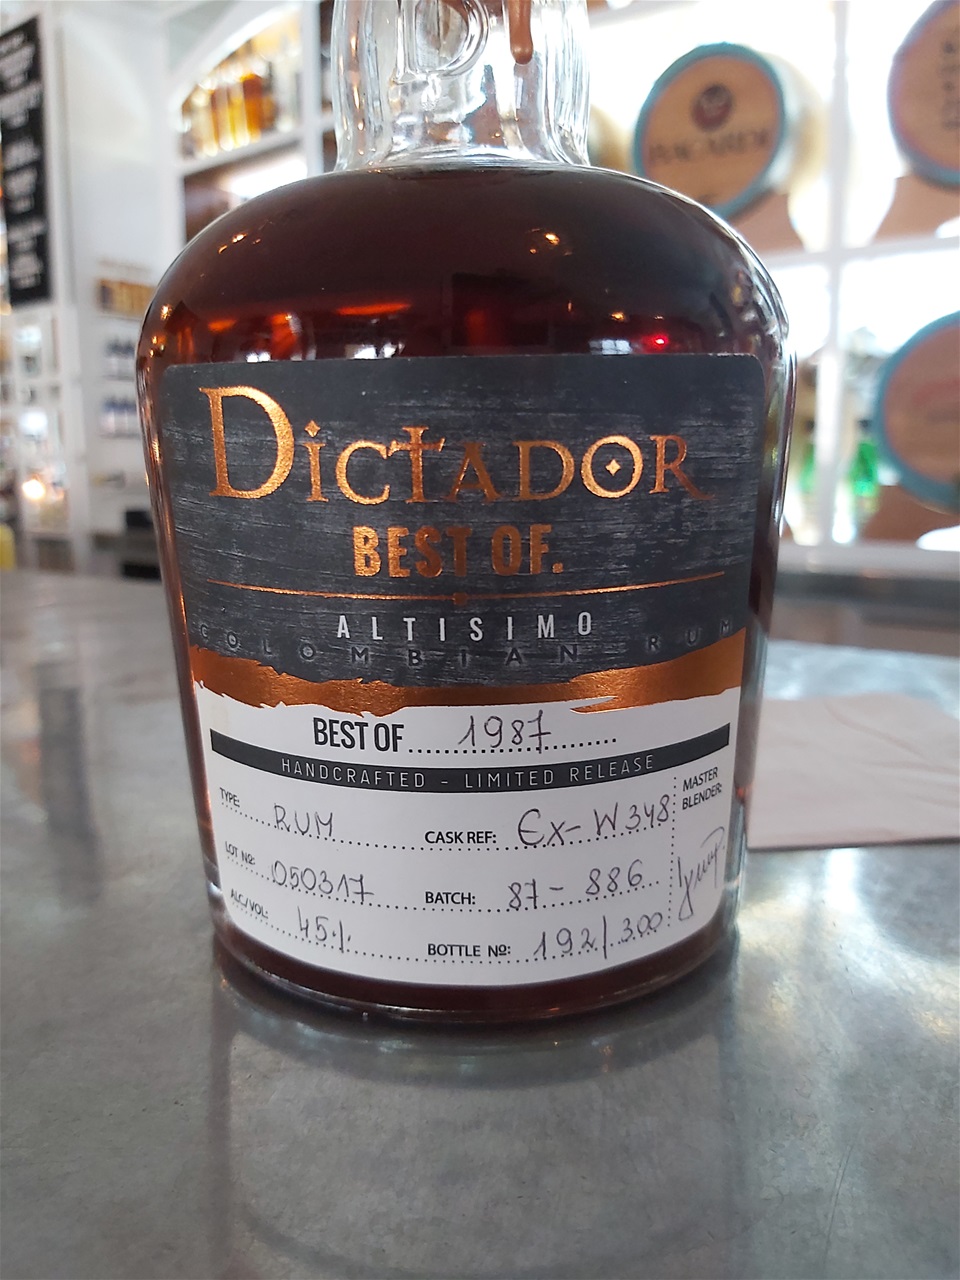 BACARDI
DICTADOR
BEST OF.
ALTISIMO
COLOMBIAN RUM
BEST OF 1987
HANDCRAFTED - LIMITED RELEASE
TYPE: RUM CASK REF: Ex-W348 MASTER BLENDER:
LOT Nº: 050317 BATCH: 87-886
ALC/VOL: 45% BOTTLE Nº: 192/300